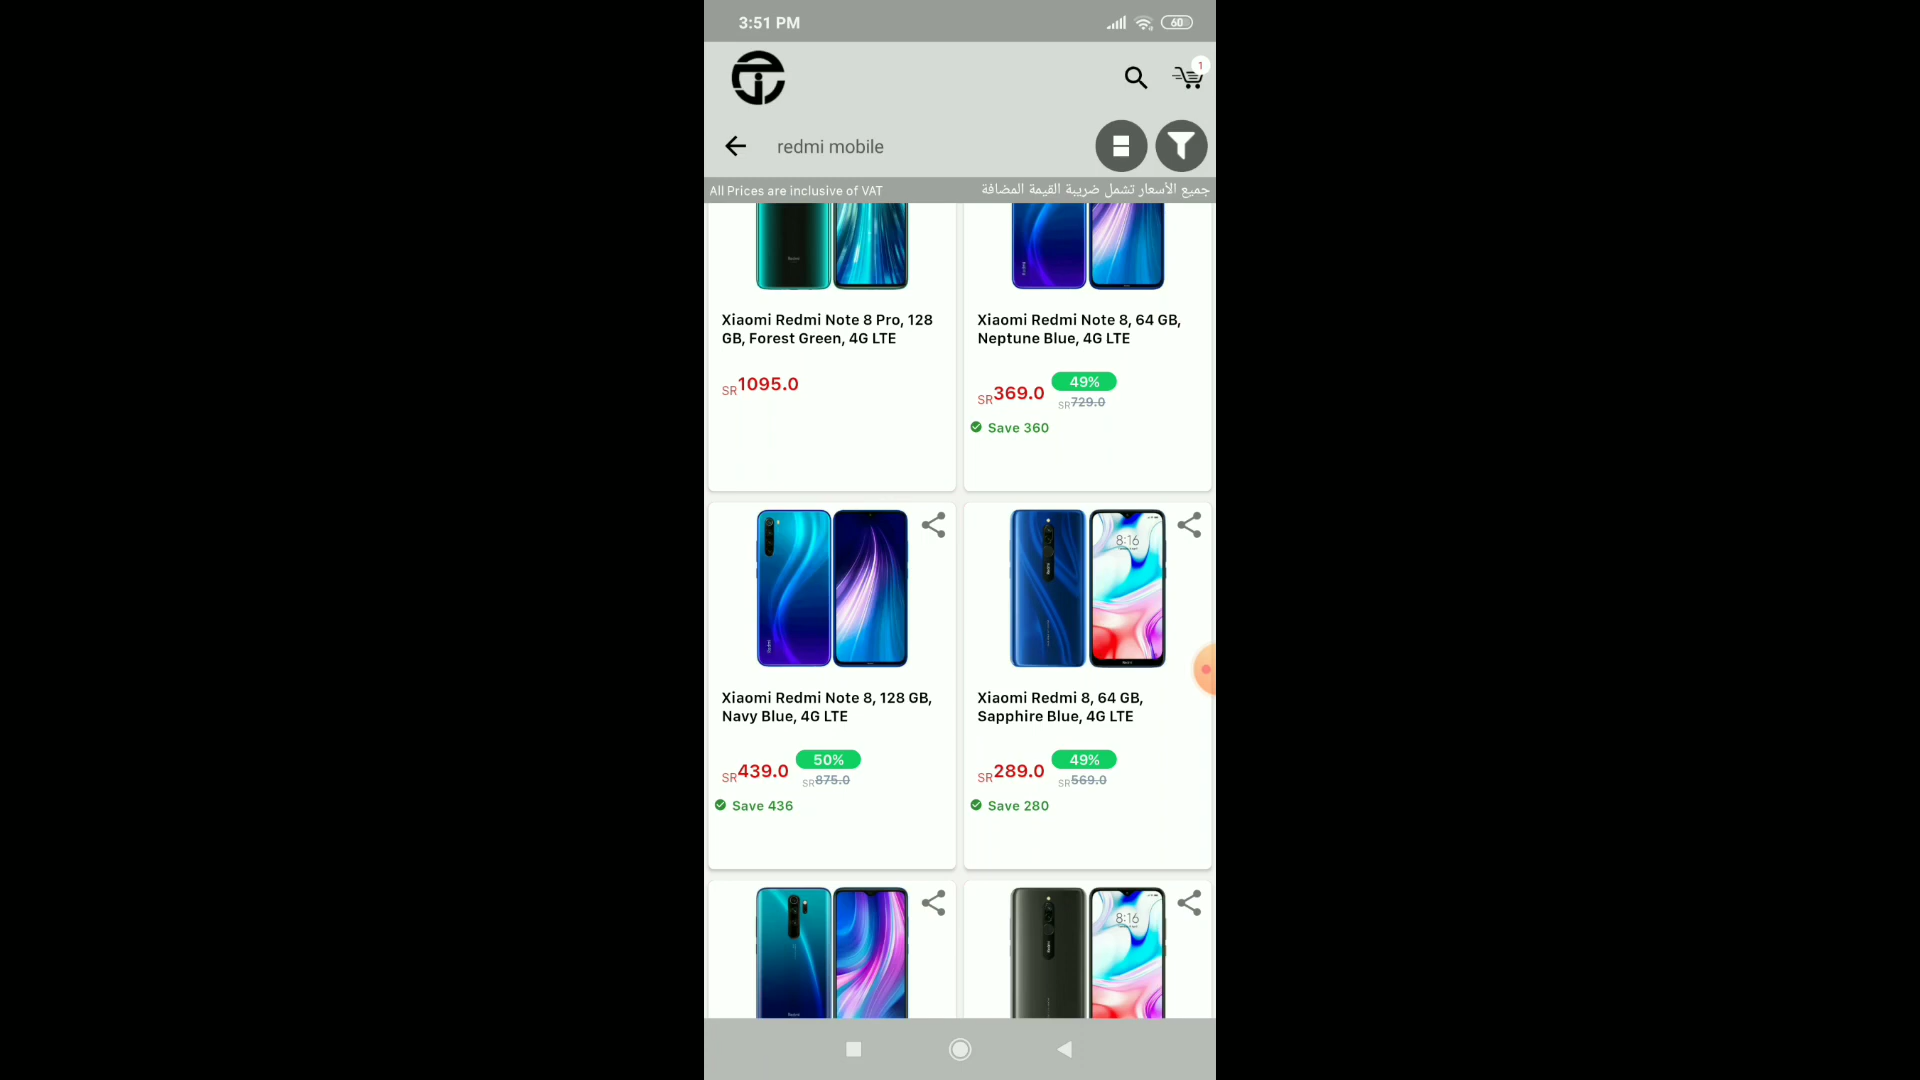 3:51 PM
60
1
redmi mobile
All Prices are inclusive of VAT
جميع الأسعار تشمل ضريبة القيمة المضافة
Xiaomi Redmi Note 8 Pro, 128
GB, Forest Green, 4G LTE
SR1095.0
Xiaomi Redmi Note 8, 64 GB,
Neptune Blue, 4G LTE
SR369.0
49%
SR729.0
Save 360
8:16
Xiaomi Redmi Note 8, 128 GB,
Navy Blue, 4G LTE
SR439.0
50%
SR875.0
Save 436
Xiaomi Redmi 8, 64 GB,
Sapphire Blue, 4G LTE
SR289.0
49%
SR569.0
Save 280
8:16